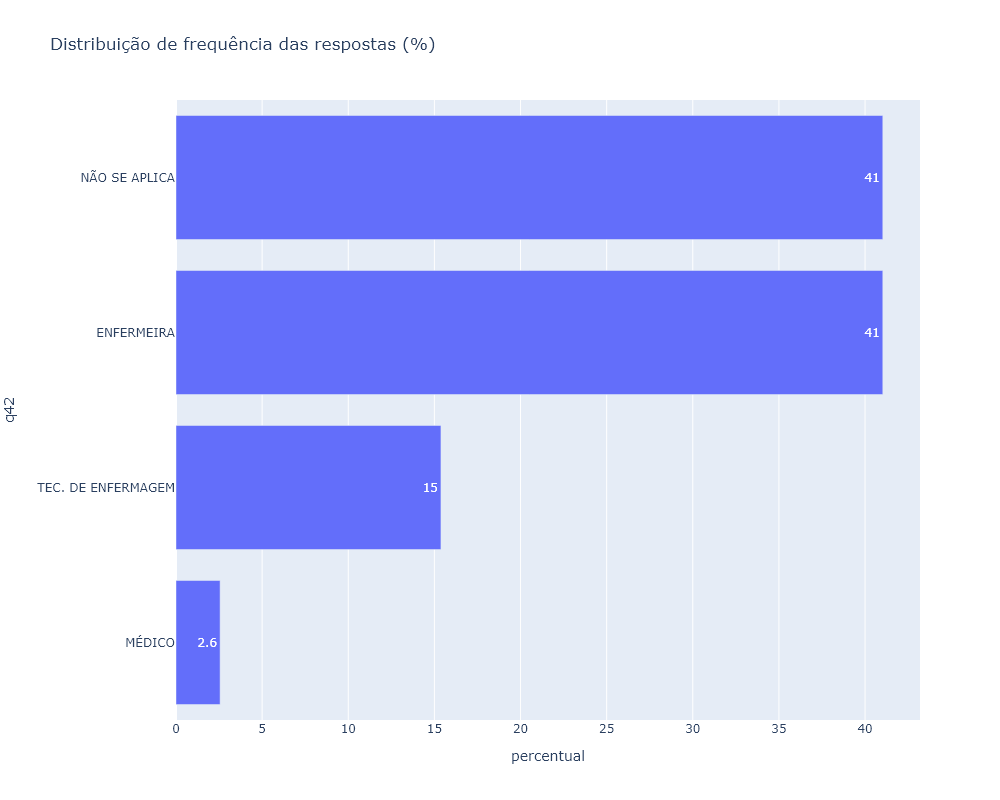 Distribuição de frequência das respostas (%)
NÃO SE APLICA
41
ENFERMEIRA
41
q42
TEC. DE ENFERMAGEM
15
MÉDICO
2.6
0 5 10 15 20 25 30 35 40
percentual